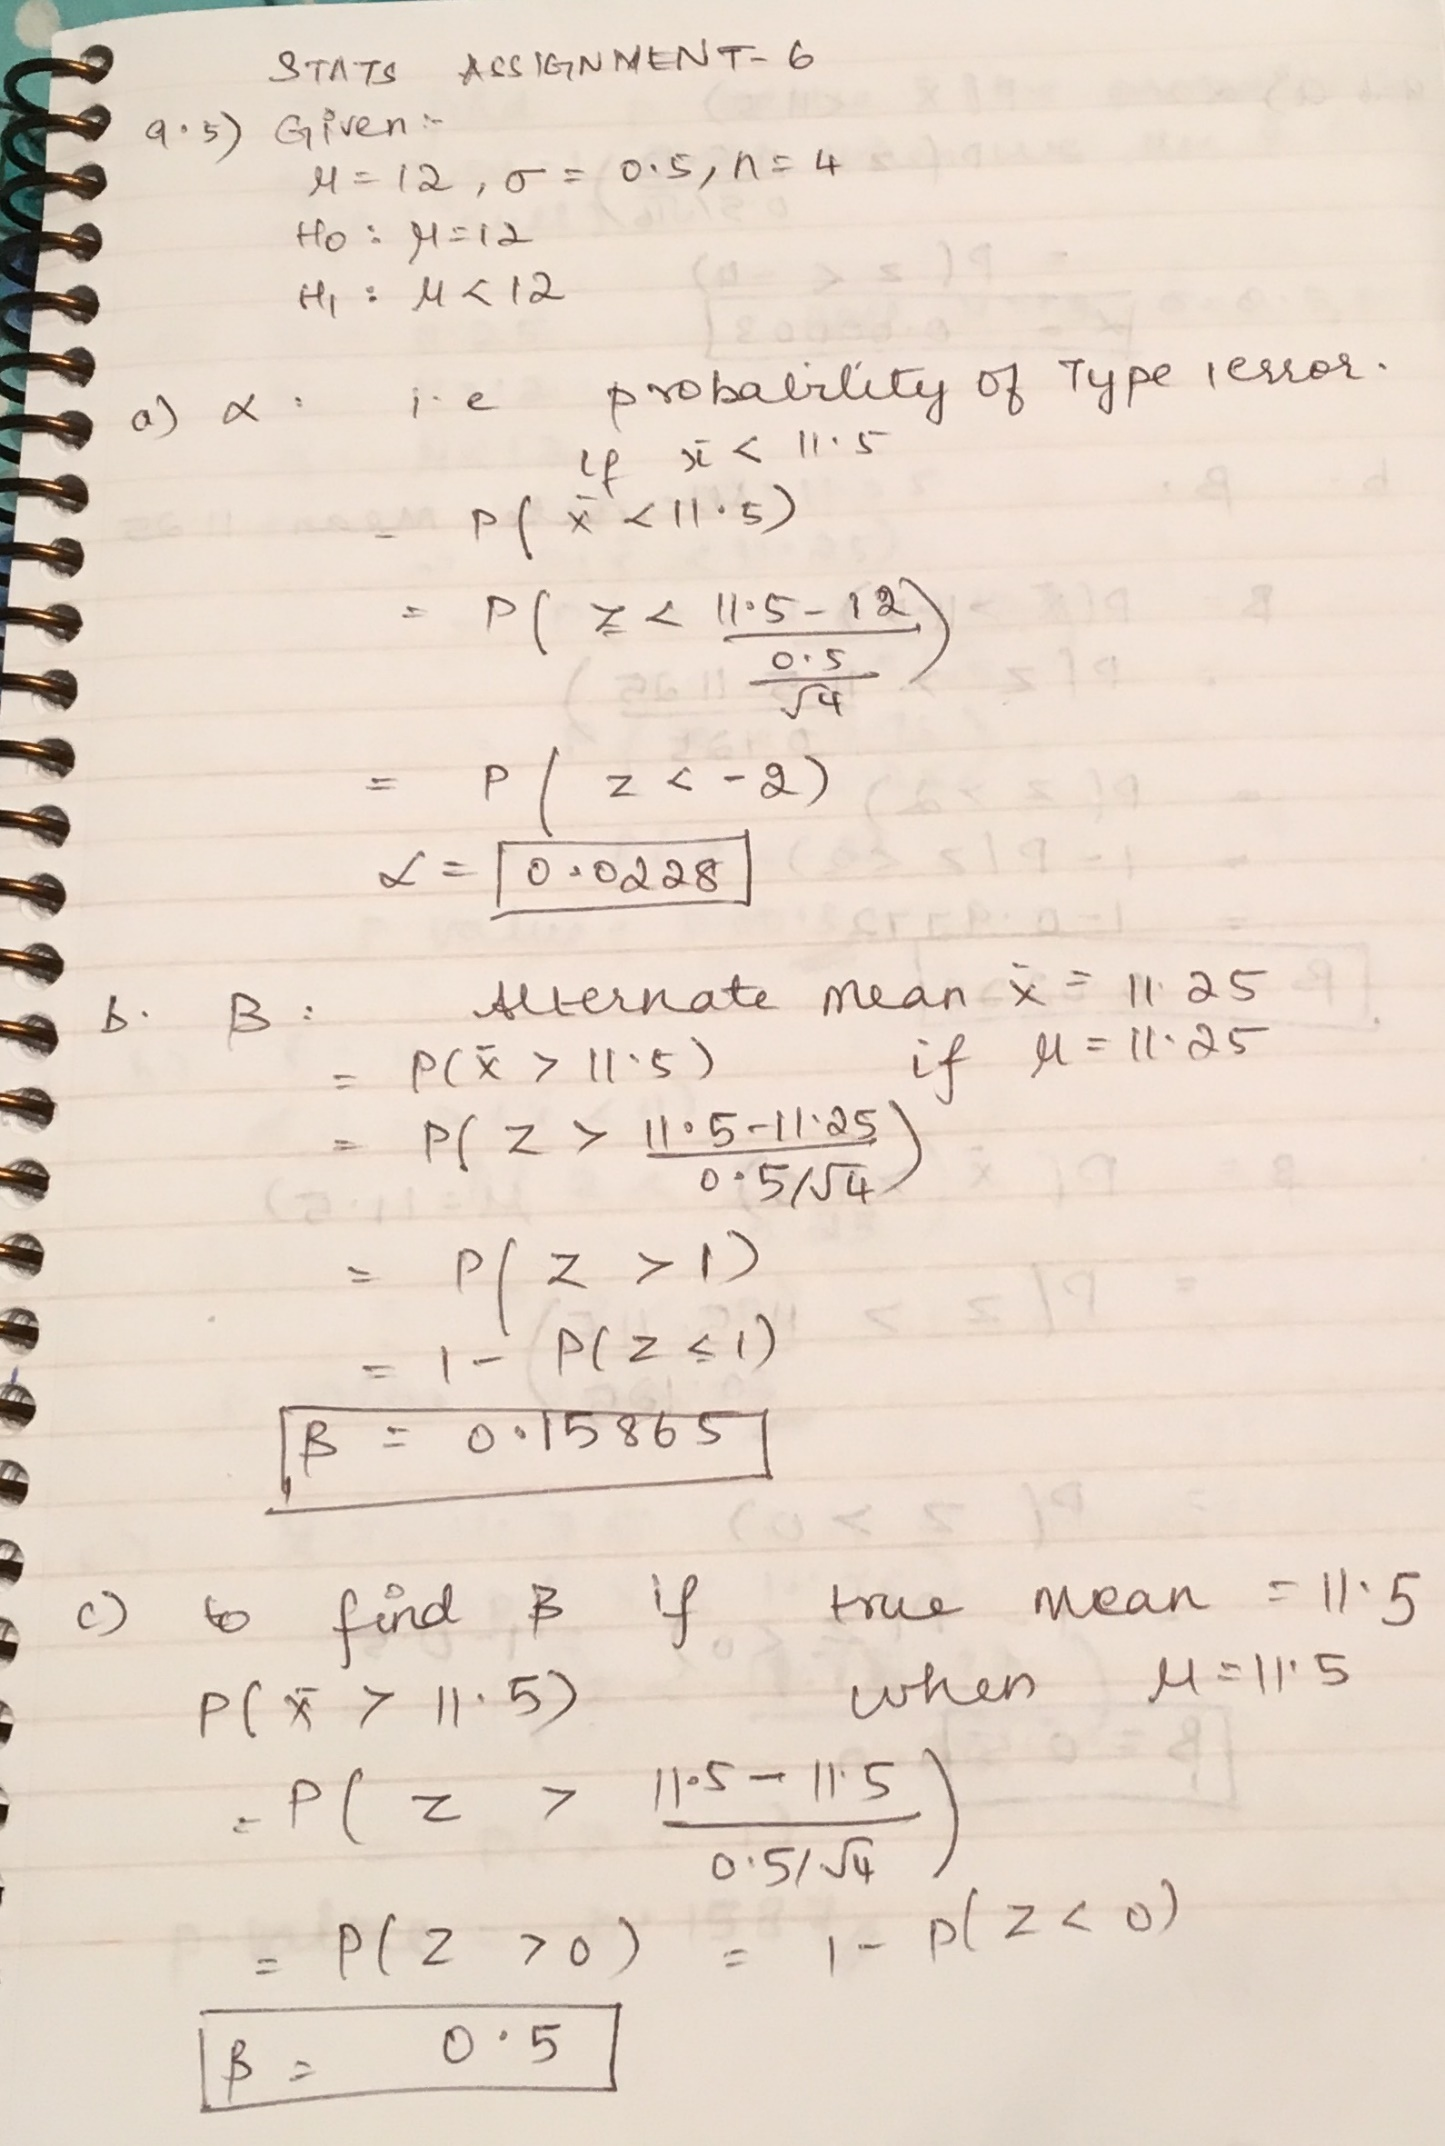 STATS ASSIGNMENT-6
9.5) Given:-
μ=12, σ = 0.5, n=4
H0 : μ=12
H1 : μ<12
a) α : i.e probability of Type 1 error.
if x̄ < 11.5
= P( x̄ <11.5)
= P( z < 11.5-12
0.5
√4 )
= P( z < -2)
α = 0.0228
b. β : Alternate mean x̄ = 11.25
= P(x̄ > 11.5) if μ=11.25
= P( z > 11.5-11.25
0.5/√4 )
= P( z > 1)
= 1- P(z ≤ 1)
β = 0.15865
c) to find β if true mean = 11.5
P(x̄ > 11.5) when μ=11.5
= P( z > 11.5-11.5
0.5/√4 )
= P(z >0) = 1- P(z< 0)
β = 0.5